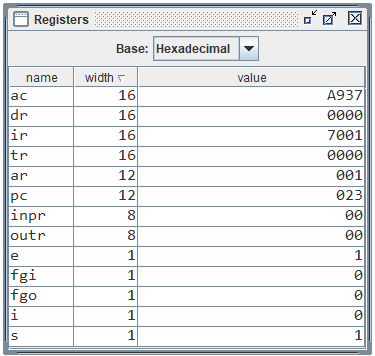 Registers
Base: Hexadecimal
name width value
ac 16 A937
dr 16 0000
ir 16 7001
tr 16 0000
ar 12 001
pc 12 023
inpr 8 00
outr 8 00
e 1 1
fgi 1 0
fgo 1 0
i 1 0
s 1 1